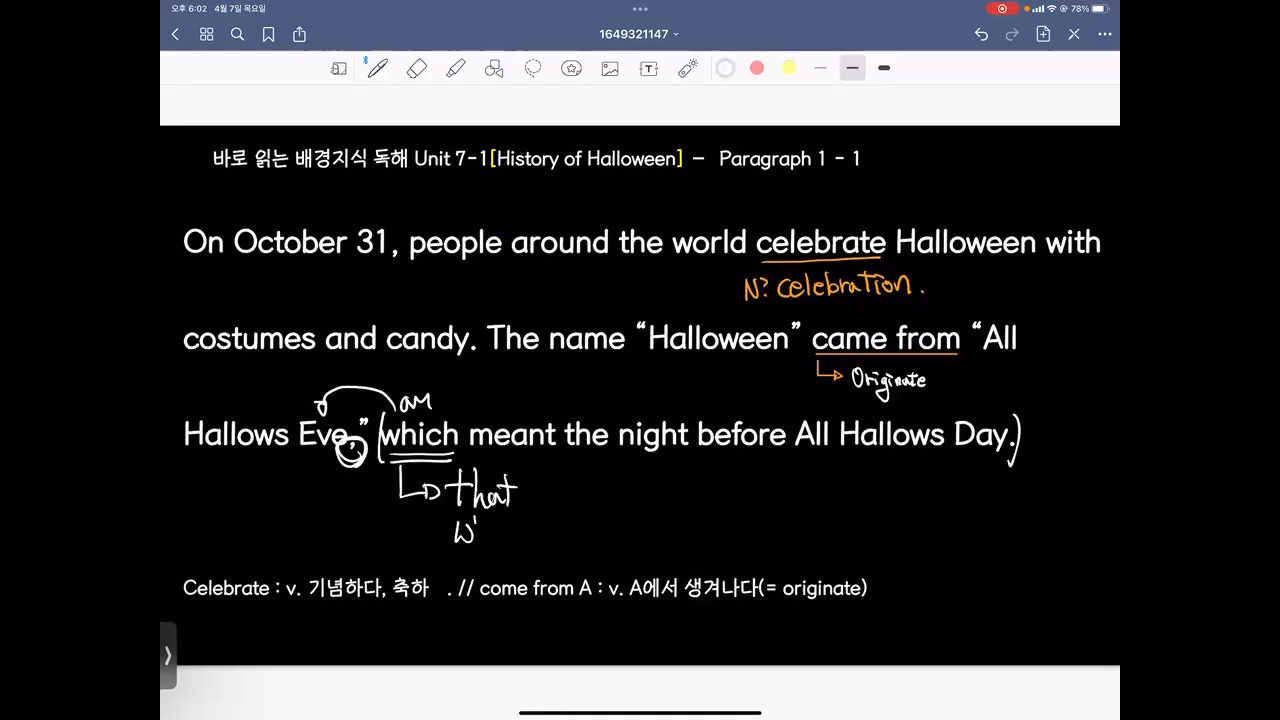 오후 6:02 4월 7일 목요일
78%
1649321147
T
바로 읽는 배경지식 독해 Unit 7-1[History of Halloween] – Paragraph 1 - 1
On October 31, people around the world celebrate Halloween with
N? celebration.
costumes and candy. The name “Halloween” came from “All
Originate
Hallows Eve,” (which meant the night before All Hallows Day.)
that
Celebrate : v. 기념하다, 축하 . // come from A : v. A에서 생겨나다(= originate)